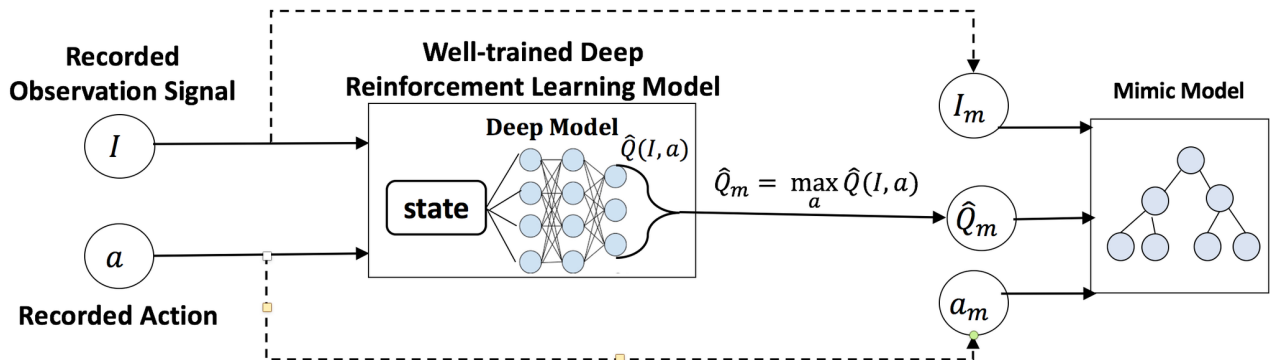 Recorded
Observation Signal
I
a
Recorded Action
Well-trained Deep
Reinforcement Learning Model
Deep Model
Q̂(I, a)
state
Q̂ₘ = max Q̂(I, a)
a
Iₘ
Q̂ₘ
aₘ
Mimic Model